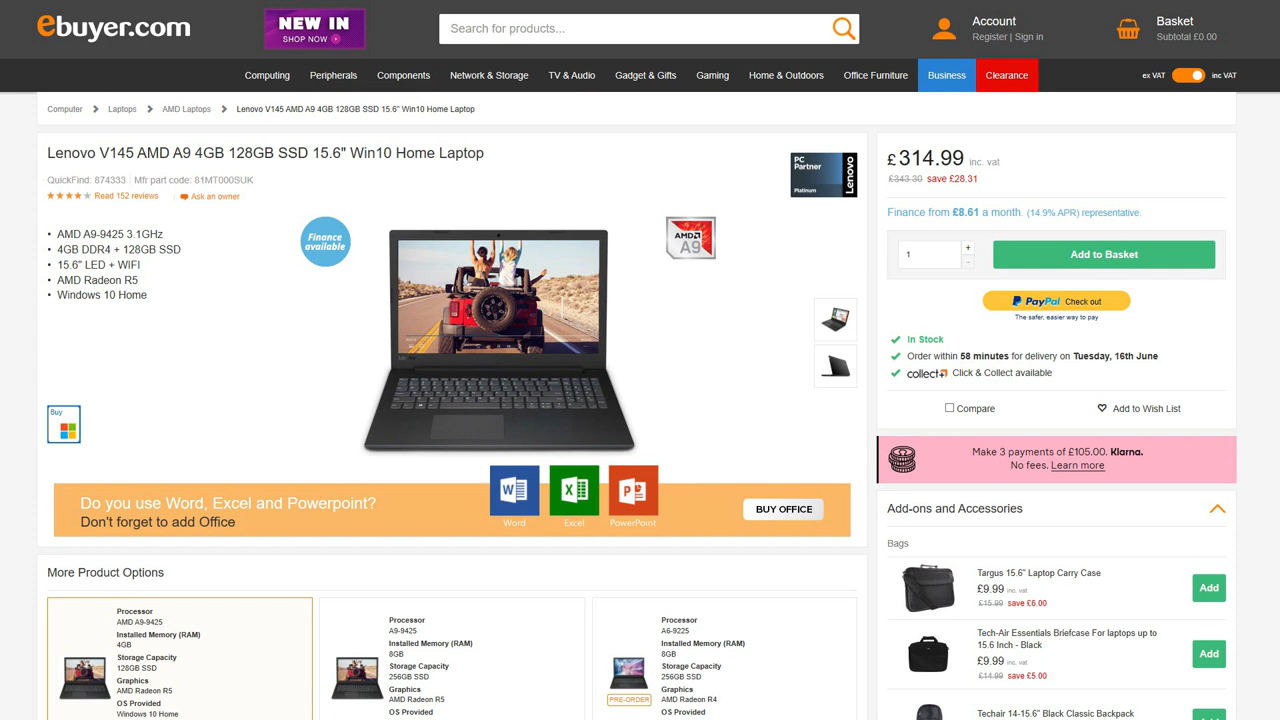 ebuyer.com
NEW IN
SHOP NOW
Search for products...
Account
Register | Sign in
Basket
Subtotal £0.00
Computing
Peripherals
Components
Network & Storage
TV & Audio
Gadget & Gifts
Gaming
Home & Outdoors
Office Furniture
Business
Clearance
ex VAT
inc VAT
Computer
Laptops
AMD Laptops
Lenovo V145 AMD A9 4GB 128GB SSD 15.6" Win10 Home Laptop
Lenovo V145 AMD A9 4GB 128GB SSD 15.6" Win10 Home Laptop
QuickFind: 874333 | Mfr part code: 81MT000SUK
Read 152 reviews
Ask an owner
PC
Partner
Platinum
Lenovo
• AMD A9-9425 3.1GHz
• 4GB DDR4 + 128GB SSD
• 15.6" LED + WIFI
• AMD Radeon R5
• Windows 10 Home
Finance
available
AMD
A9
Buy
Do you use Word, Excel and Powerpoint?
Don't forget to add Office
Word
Excel
PowerPoint
BUY OFFICE
More Product Options
Processor
AMD A9-9425
Installed Memory (RAM)
4GB
Storage Capacity
128GB SSD
Graphics
AMD Radeon R5
OS Provided
Windows 10 Home
Processor
A9-9425
Installed Memory (RAM)
8GB
Storage Capacity
256GB SSD
Graphics
AMD Radeon R5
OS Provided
PRE-ORDER
Processor
A6-9225
Installed Memory (RAM)
8GB
Storage Capacity
256GB SSD
Graphics
AMD Radeon R4
OS Provided
£314.99 inc. vat
£343.30 save £28.31
Finance from £8.61 a month. (14.9% APR) representative.
1
+
-
Add to Basket
PayPal Check out
The safer, easier way to pay
In Stock
Order within 58 minutes for delivery on Tuesday, 16th June
collect+ Click & Collect available
Compare
Add to Wish List
Make 3 payments of £105.00. Klarna.
No fees. Learn more
Add-ons and Accessories
Bags
Targus 15.6" Laptop Carry Case
£9.99 inc. vat
£15.99 save £6.00
Add
Tech-Air Essentials Briefcase For laptops up to
15.6 Inch - Black
£9.99 inc. vat
£14.99 save £5.00
Add
Techair 14-15.6" Black Classic Backpack